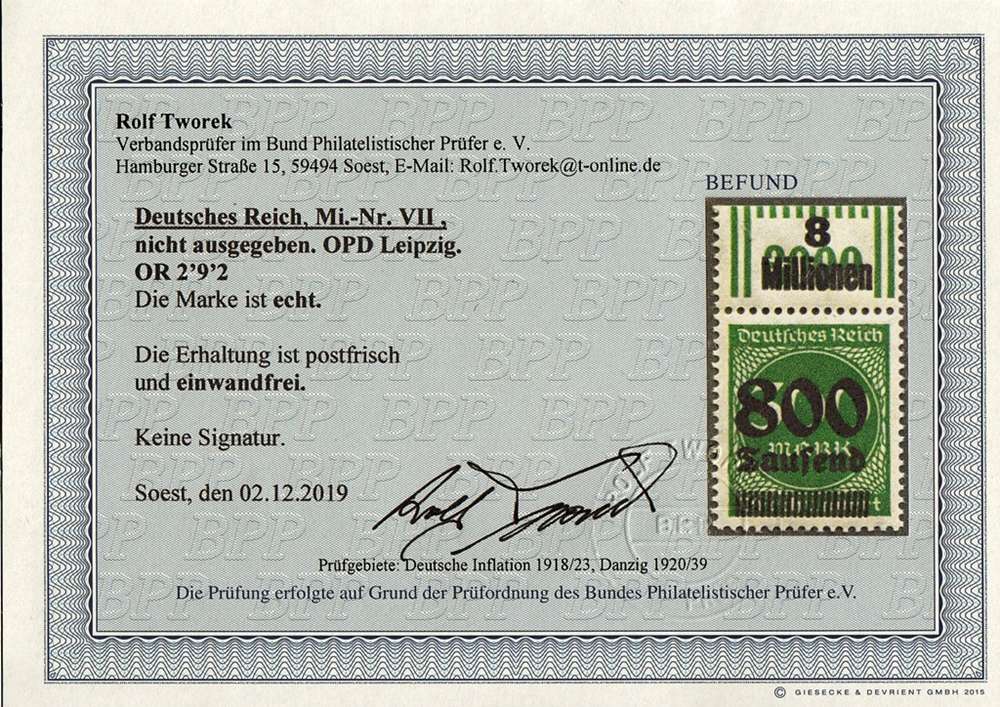 Rolf Tworek
Verbandsprüfer im Bund Philatelistischer Prüfer e. V.
Hamburger Straße 15, 59494 Soest, E-Mail: Rolf.Tworek@t-online.de
BEFUND
Deutsches Reich, Mi.-Nr. VII ,
nicht ausgegeben. OPD Leipzig.
OR 2’9’2
Die Marke ist echt.
Die Erhaltung ist postfrisch
und einwandfrei.
Keine Signatur.
Soest, den 02.12.2019
Rolf Tworek
8
Millionen
Deutsches Reich
800
Tausend
Prüfgebiete: Deutsche Inflation 1918/23, Danzig 1920/39
Die Prüfung erfolgte auf Grund der Prüfordnung des Bundes Philatelistischer Prüfer e.V.
BPP
© GIESECKE & DEVRIENT GMBH 2015